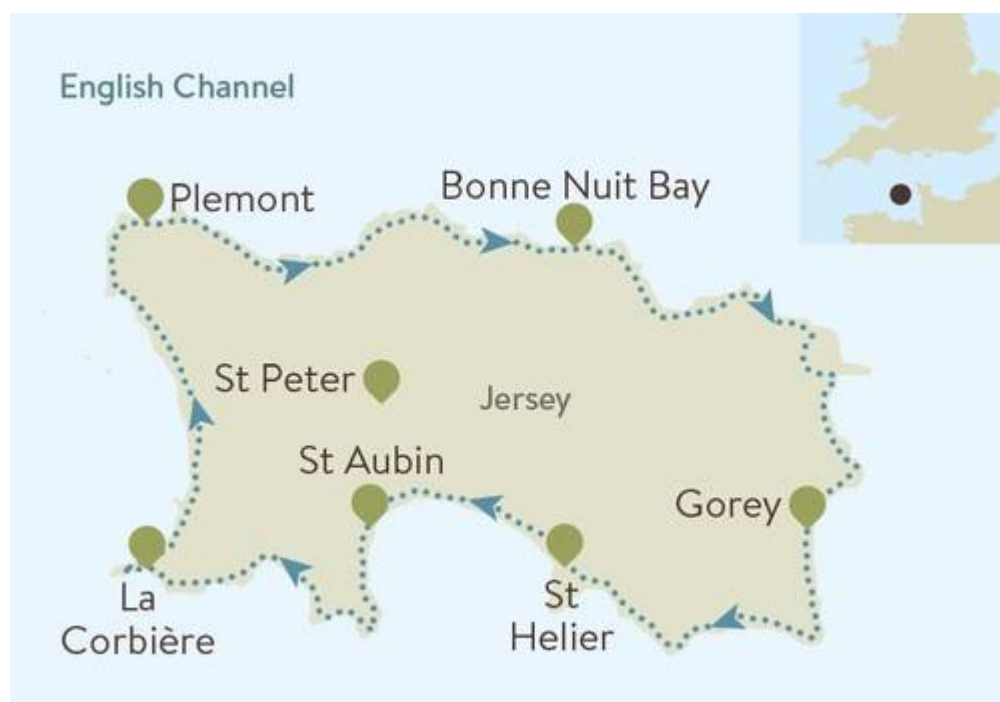 English Channel
Plemont
Bonne Nuit Bay
St Peter
Jersey
St Aubin
Gorey
La
Corbière
St
Helier